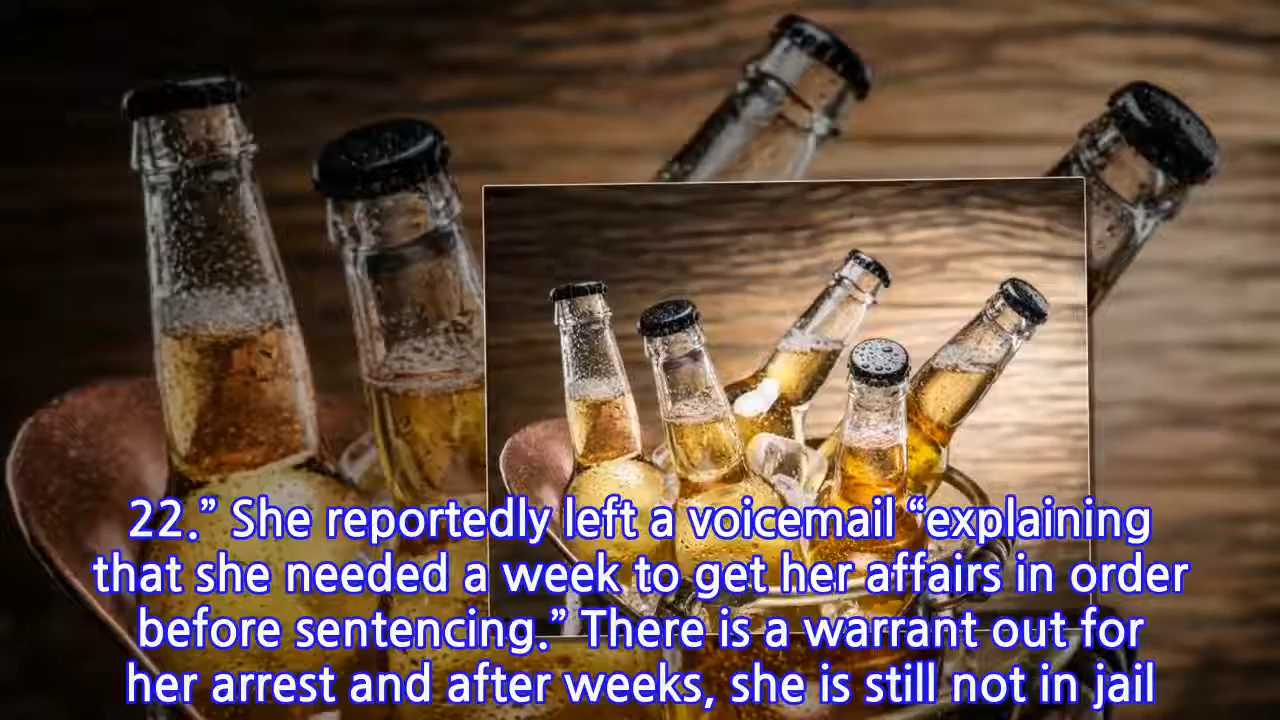 22.” She reportedly left a voicemail “explaining
that she needed a week to get her affairs in order
before sentencing.” There is a warrant out for
her arrest and after weeks, she is still not in jail